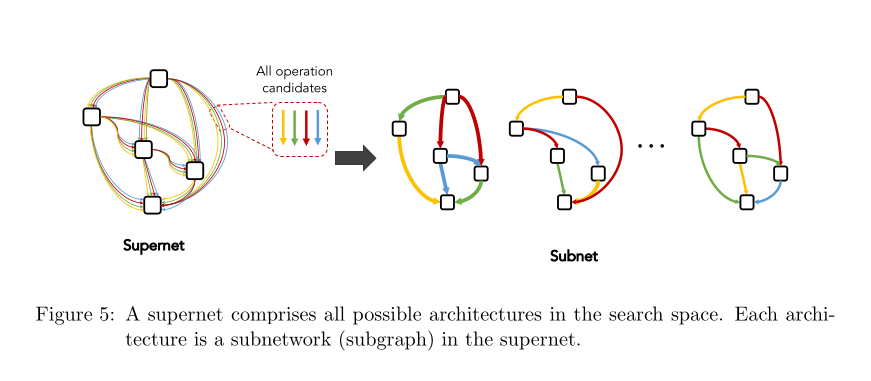 All operation
candidates
Supernet
Subnet
Figure 5: A supernet comprises all possible architectures in the search space. Each archi-
tecture is a subnetwork (subgraph) in the supernet.